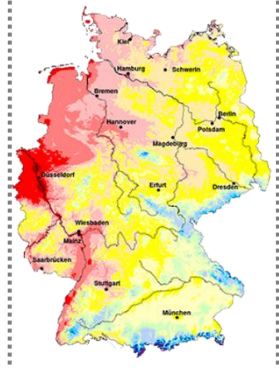 Kiel
Hamburg
Schwerin
Bremen
Berlin
Hannover
Potsdam
Magdeburg
Düsseldorf
Erfurt
Dresden
Wiesbaden
Mainz
Saarbrücken
Stuttgart
München